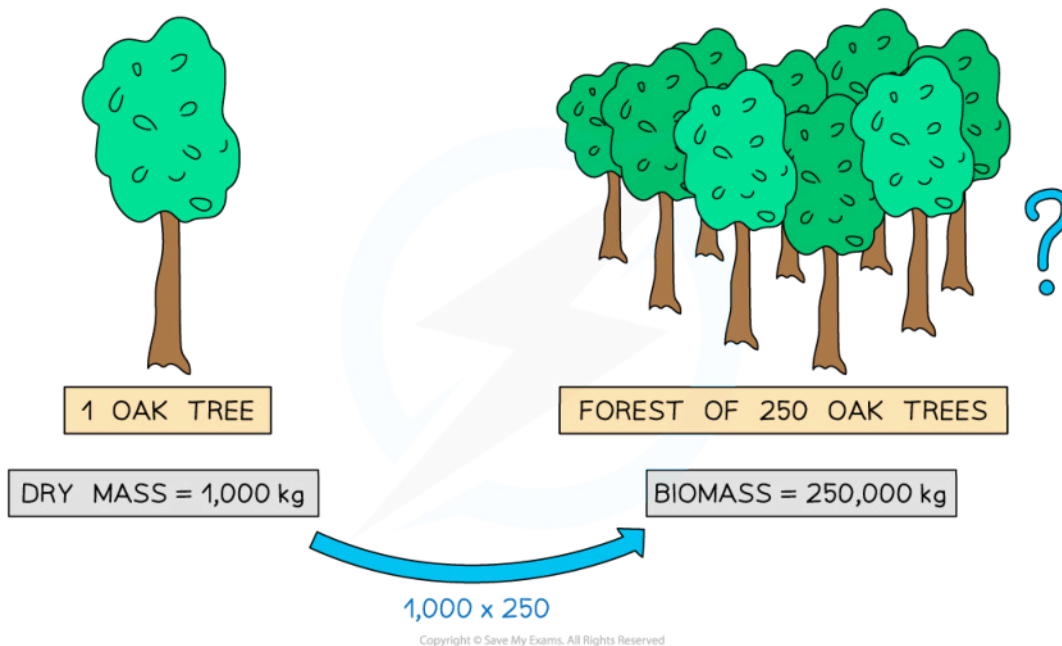 ?
1 OAK TREE
FOREST OF 250 OAK TREES
DRY MASS = 1,000 kg
BIOMASS = 250,000 kg
1,000 x 250
Copyright © Save My Exams. All Rights Reserved